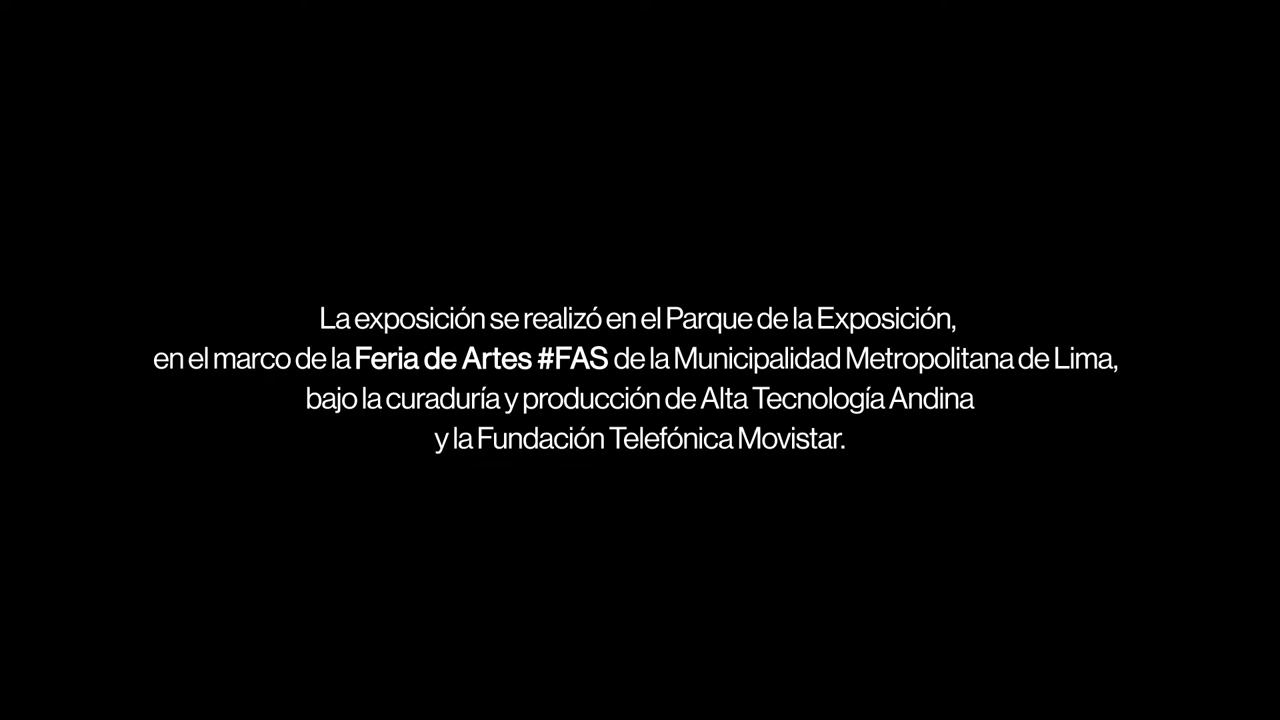 La exposición se realizó en el Parque de la Exposición,
en el marco de la Feria de Artes #FAS de la Municipalidad Metropolitana de Lima,
bajo la curaduría y producción de Alta Tecnología Andina
y la Fundación Telefónica Movistar.